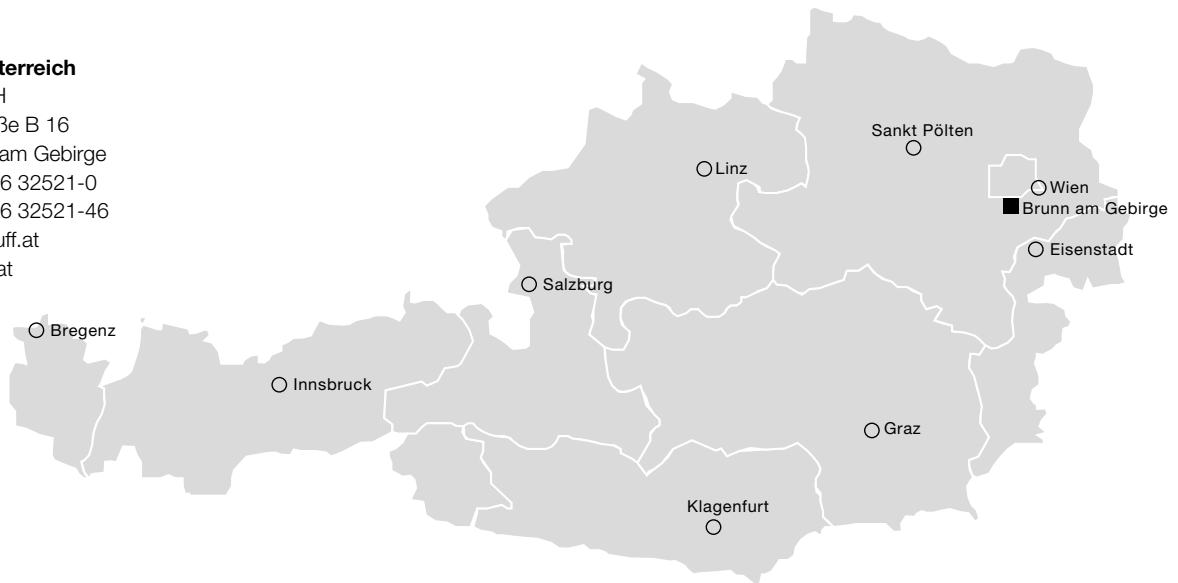 terreich
H
ße B 16
am Gebirge
6 32521-0
6 32521-46
uff.at
at
Sankt Pölten
Linz
Wien
Brunn am Gebirge
Eisenstadt
Salzburg
Bregenz
Innsbruck
Graz
Klagenfurt